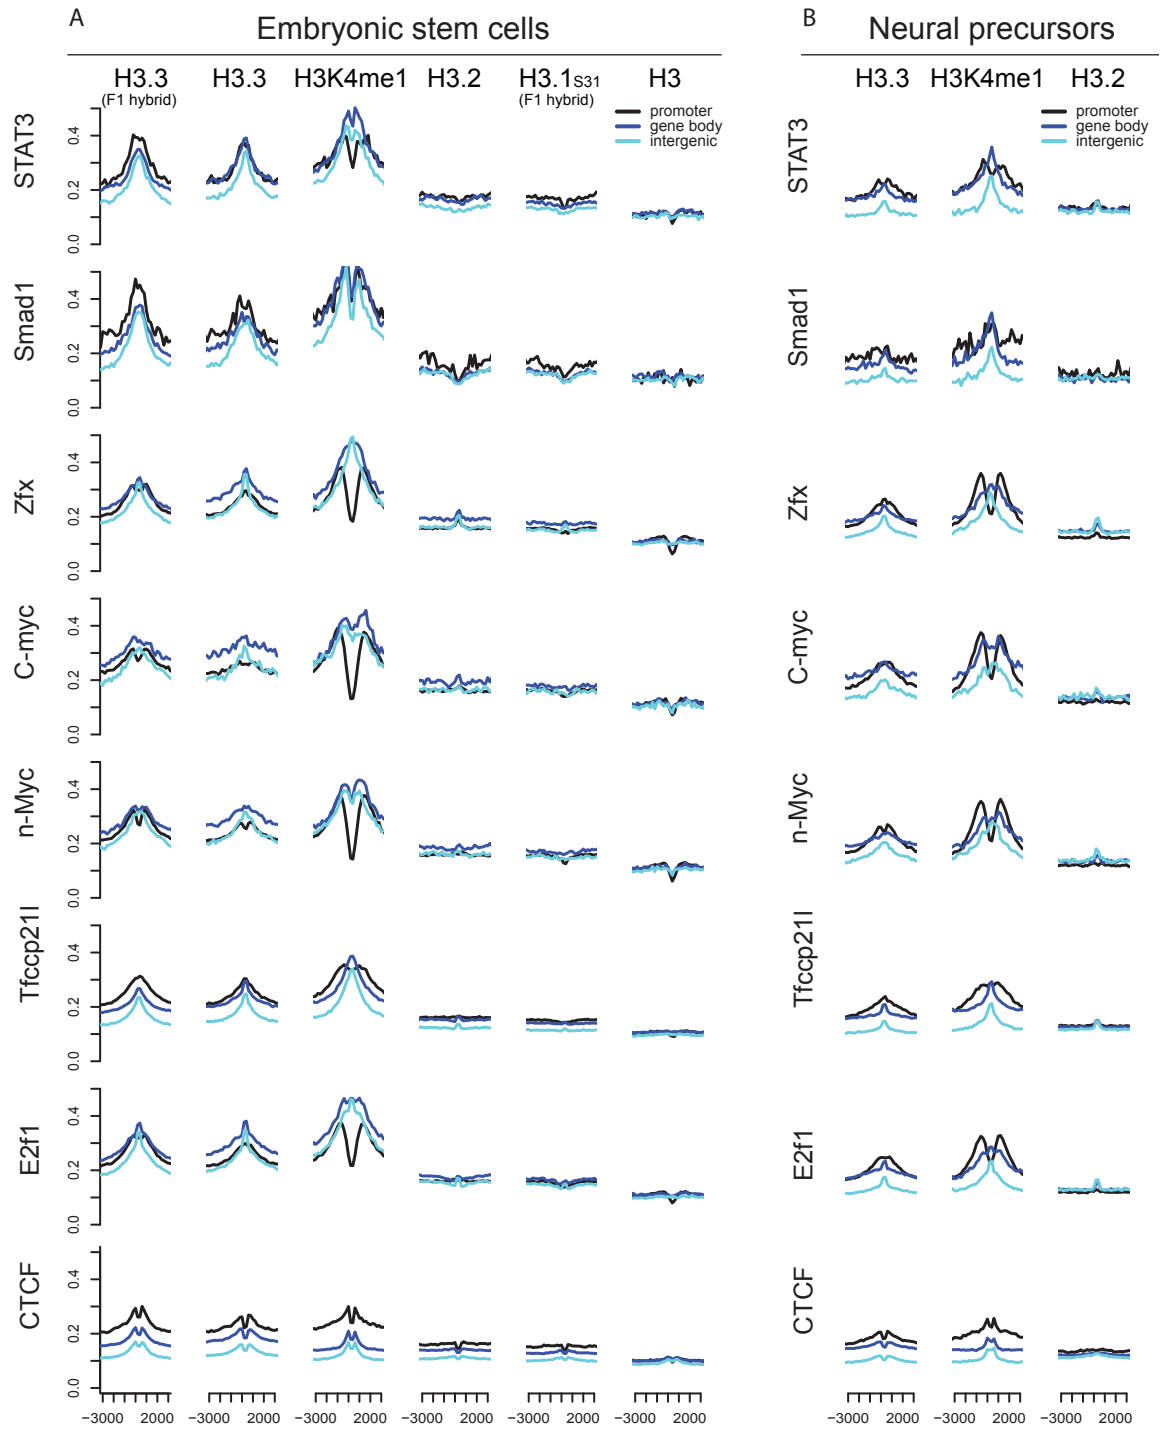 A
Embryonic stem cells
H3.3
(F1 hybrid)
H3.3
H3K4me1
H3.2
H3.1S31
(F1 hybrid)
H3
promoter
gene body
intergenic
B
Neural precursors
H3.3
H3K4me1
H3.2
promoter
gene body
intergenic
STAT3
0.0 0.2 0.4
STAT3
Smad1
0.0 0.2 0.4
Smad1
Zfx
0.0 0.2 0.4
Zfx
C-myc
0.0 0.2 0.4
C-myc
n-Myc
0.0 0.2 0.4
n-Myc
Tfccp21l
0.0 0.2 0.4
Tfccp21l
E2f1
0.0 0.2 0.4
E2f1
CTCF
0.0 0.2 0.4
CTCF
−3000 2000 −3000 2000 −3000 2000 −3000 2000 −3000 2000 −3000 2000
−3000 2000 −3000 2000 −3000 2000